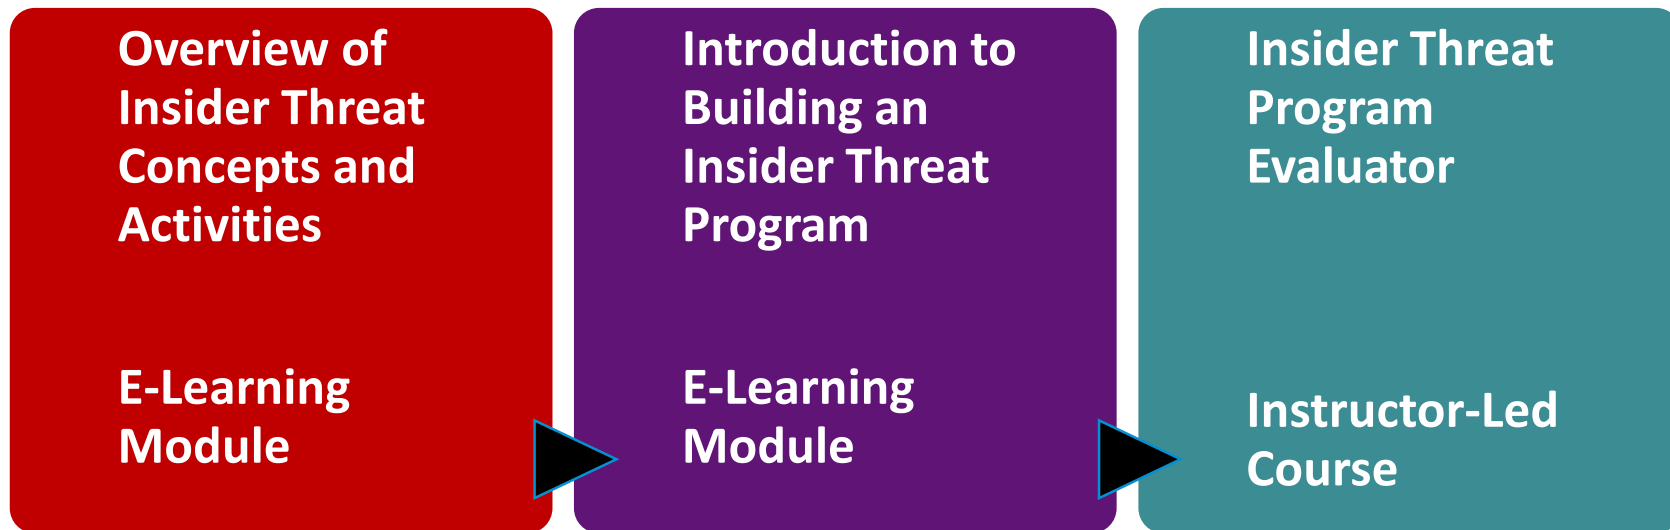 Overview of
Insider Threat
Concepts and
Activities
E-Learning
Module
Introduction to
Building an
Insider Threat
Program
E-Learning
Module
Insider Threat
Program
Evaluator
Instructor-Led
Course